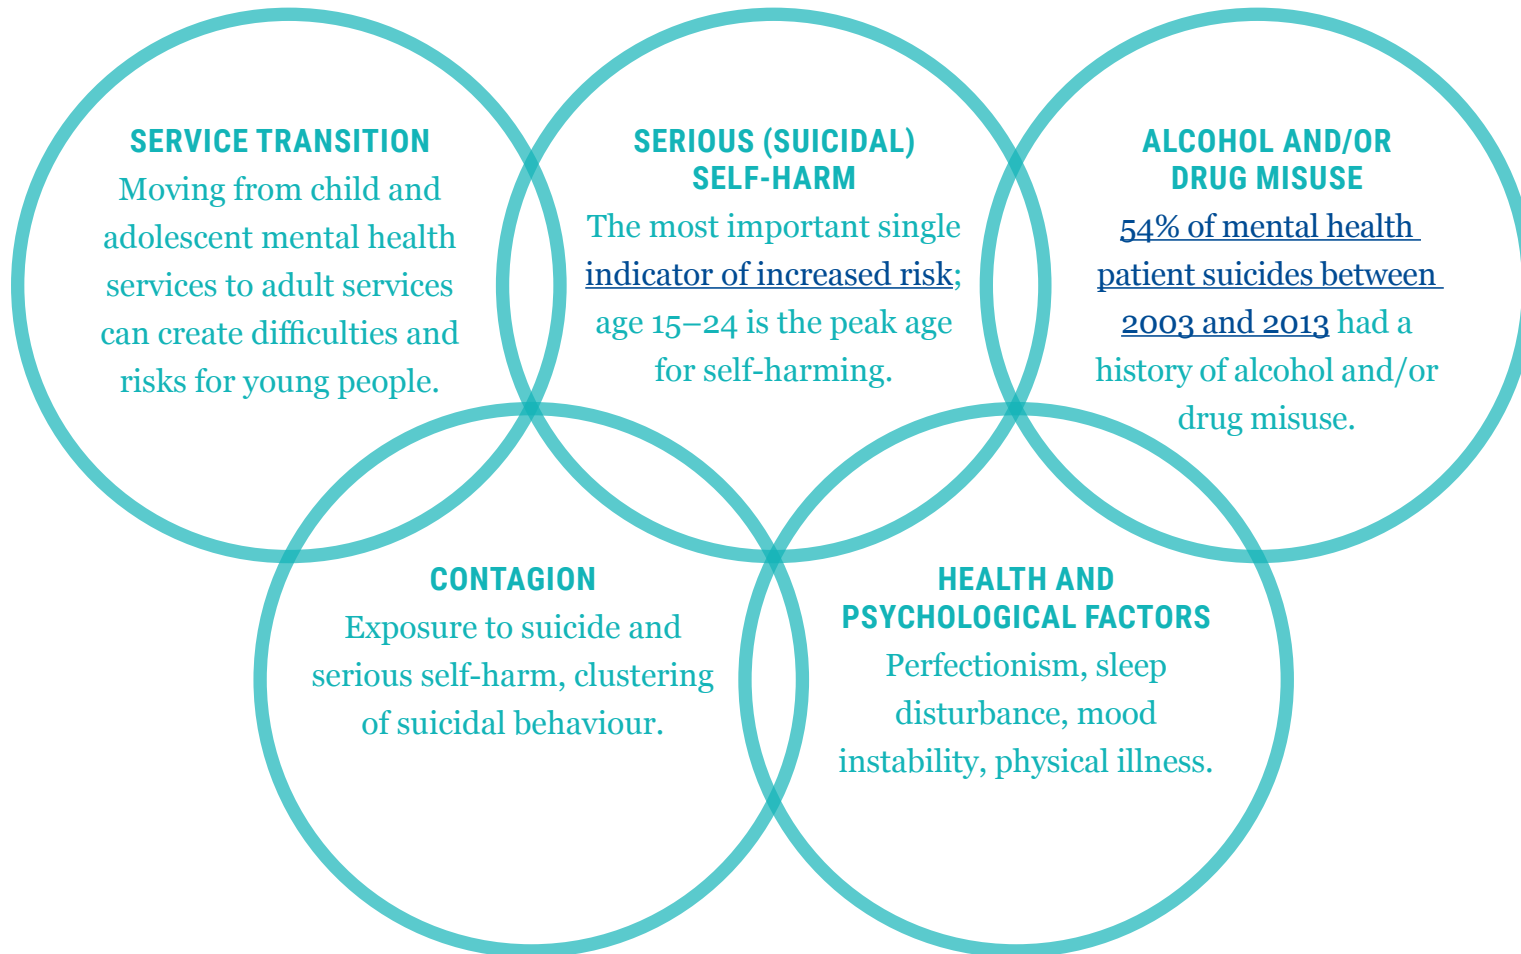 SERVICE TRANSITION
Moving from child and
adolescent mental health
services to adult services
can create difficulties and
risks for young people.
SERIOUS (SUICIDAL)
SELF-HARM
The most important single
indicator of increased risk;
age 15–24 is the peak age
for self-harming.
ALCOHOL AND/OR
DRUG MISUSE
54% of mental health
patient suicides between
2003 and 2013 had a
history of alcohol and/or
drug misuse.
CONTAGION
Exposure to suicide and
serious self-harm, clustering
of suicidal behaviour.
HEALTH AND
PSYCHOLOGICAL FACTORS
Perfectionism, sleep
disturbance, mood
instability, physical illness.